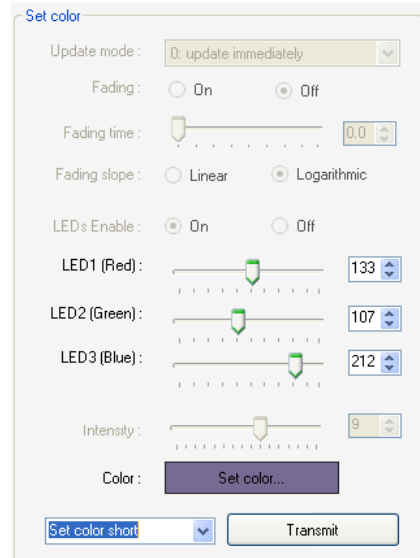 Set color
Update mode : 0: update immediately
Fading : On Off
Fading time : 0.0
Fading slope : Linear Logarithmic
LEDs Enable : On Off
LED1 (Red) : 133
LED2 (Green) : 107
LED3 (Blue) : 212
Intensity : 9
Color : Set color...
Set color short Transmit